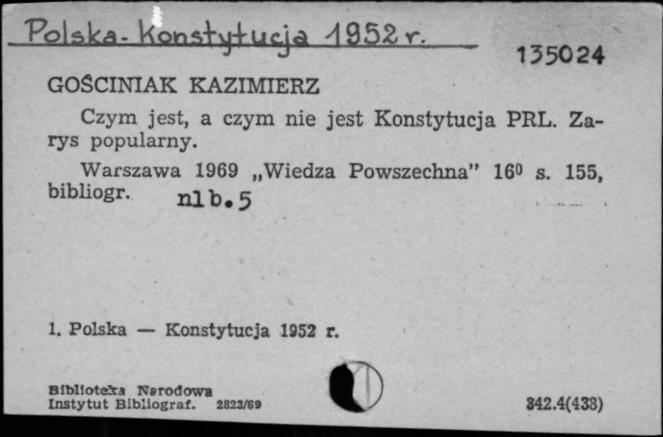 Polska - Konstytucja 1952 r.
135024
GOŚCINIAK KAZIMIERZ
Czym jest, a czym nie jest Konstytucja PRL. Za-
rys popularny.
Warszawa 1969 „Wiedza Powszechna” 16⁰ s. 155,
bibliogr. nlb. 5
1. Polska — Konstytucja 1952 r.
Biblioteka Narodowa
Instytut Bibliograf. 2823/69
342.4(438)